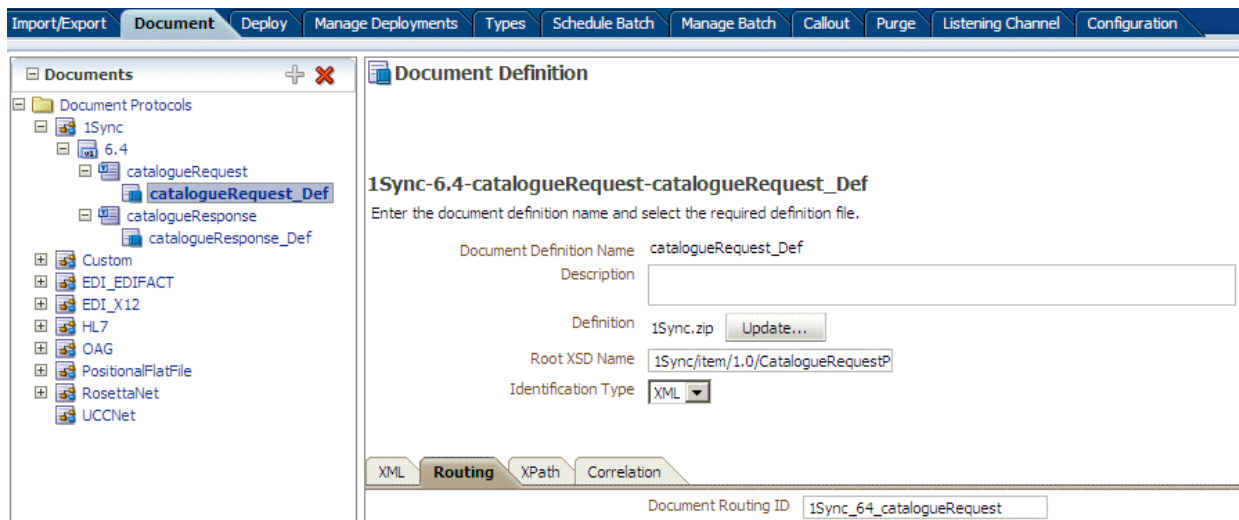 Import/Export Document Deploy Manage Deployments Types Schedule Batch Manage Batch Callout Purge Listening Channel Configuration
Documents
Document Protocols
1Sync
v1 6.4
catalogueRequest
catalogueRequest_Def
catalogueResponse
catalogueResponse_Def
Custom
EDI_EDIFACT
EDI_X12
HL7
OAG
PositionalFlatFile
RosettaNet
UCCNet
Document Definition
1Sync-6.4-catalogueRequest-catalogueRequest_Def
Enter the document definition name and select the required definition file.
Document Definition Name catalogueRequest_Def
Description
Definition 1Sync.zip Update...
Root XSD Name 1Sync/item/1.0/CatalogueRequestP
Identification Type XML
XML Routing XPath Correlation
Document Routing ID 1Sync_64_catalogueRequest